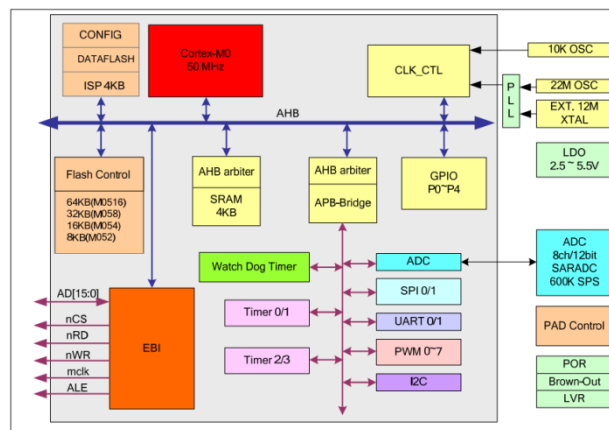 CONFIG
DATAFLASH
ISP 4KB
Cortex-M0
50 MHz
CLK_CTL
10K OSC
PLL
22M OSC
EXT. 12M
XTAL
AHB
LDO
2.5 ~ 5.5V
Flash Control
64KB(M0516)
32KB(M058)
16KB(M054)
8KB(M052)
AHB arbiter
SRAM
4KB
AHB arbiter
APB-Bridge
GPIO
P0~P4
Watch Dog Timer
ADC
ADC
8ch/12bit
SARADC
600K SPS
SPI 0/1
Timer 0/1
UART 0/1
PAD Control
Timer 2/3
PWM 0~7
I2C
POR
Brown-Out
LVR
AD[15:0]
nCS
nRD
nWR
mclk
ALE
EBI